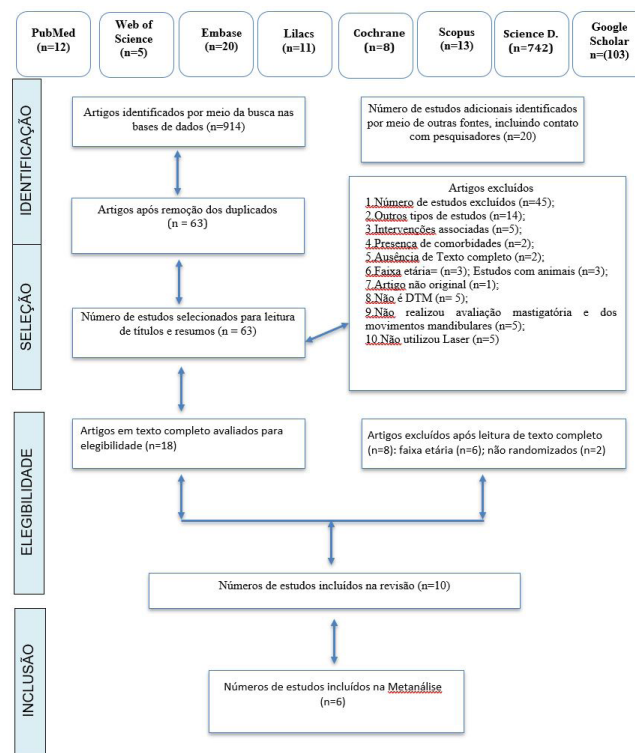 PubMed
(n=12)
Web of
Science
(n=5)
Embase
(n=20)
Lilacs
(n=11)
Cochrane
(n=8)
Scopus
(n=13)
Science D.
(n=742)
Google
Scholar
n=(103)
IDENTIFICAÇÃO
Artigos identificados por meio da busca nas
bases de dados (n=914)
Número de estudos adicionais identificados
por meio de outras fontes, incluindo contato
com pesquisadores (n=20)
Artigos após remoção dos duplicados
(n = 63)
Artigos excluídos
1.Número de estudos excluídos (n=45);
2.Outros tipos de estudos (n=14);
3.Intervenções associadas (n=5);
4.Presença de comorbidades (n=2);
5.Ausência de Texto completo (n=2);
6.Faixa etária= (n=3); Estudos com animais (n=3);
7.Artigo não original (n=1);
8.Não é DTM (n= 5);
9.Não realizou avaliação mastigatória e dos
movimentos mandibulares (n=5);
10.Não utilizou Laser (n=5)
SELEÇÃO
Número de estudos selecionados para leitura
de títulos e resumos (n = 63)
ELEGIBILIDADE
Artigos em texto completo avaliados para
elegibilidade (n=18)
Artigos excluídos após leitura de texto completo
(n=8): faixa etária (n=6); não randomizados (n=2)
Números de estudos incluídos na revisão (n=10)
INCLUSÃO
Números de estudos incluídos na Metanálise
(n=6)